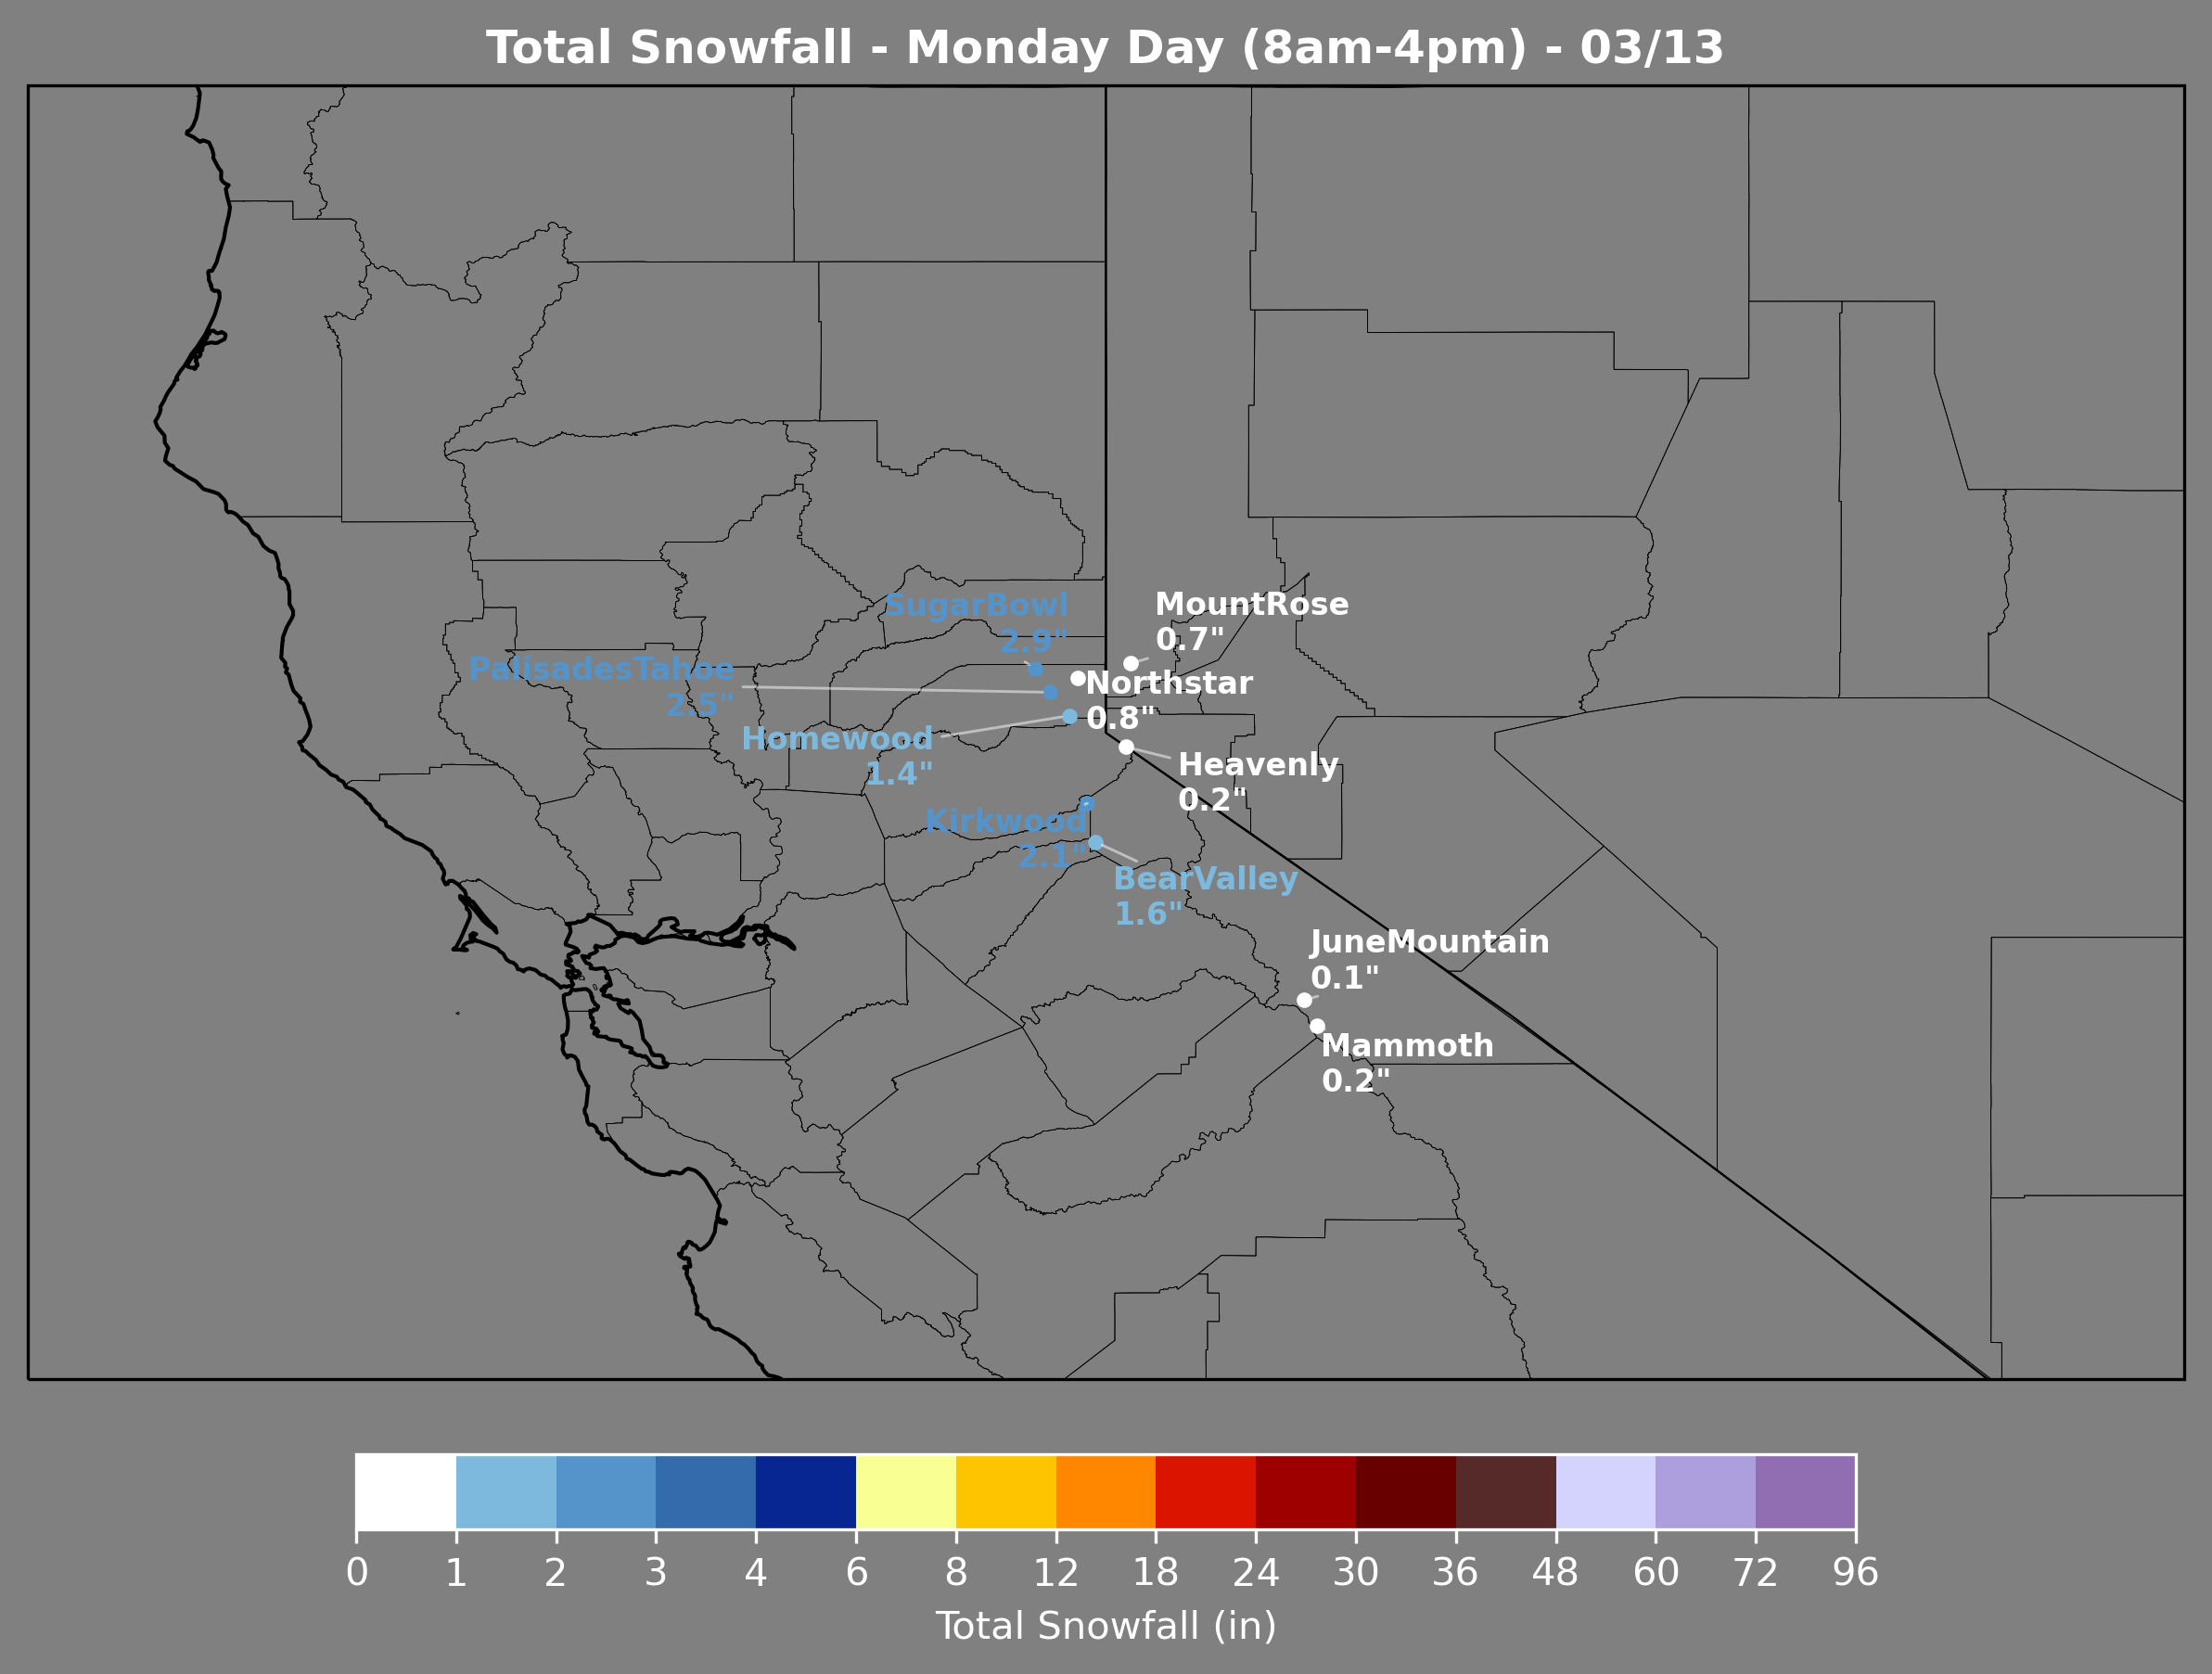 Total Snowfall - Monday Day (8am-4pm) - 03/13
SugarBowl
2.9"
MountRose
0.7"
PalisadesTahoe
2.5"
Northstar
0.8"
Homewood
1.4"
Heavenly
0.2"
Kirkwood
2.1"
BearValley
1.6"
JuneMountain
0.1"
Mammoth
0.2"
0 1 2 3 4 6 8 12 18 24 30 36 48 60 72 96
Total Snowfall (in)